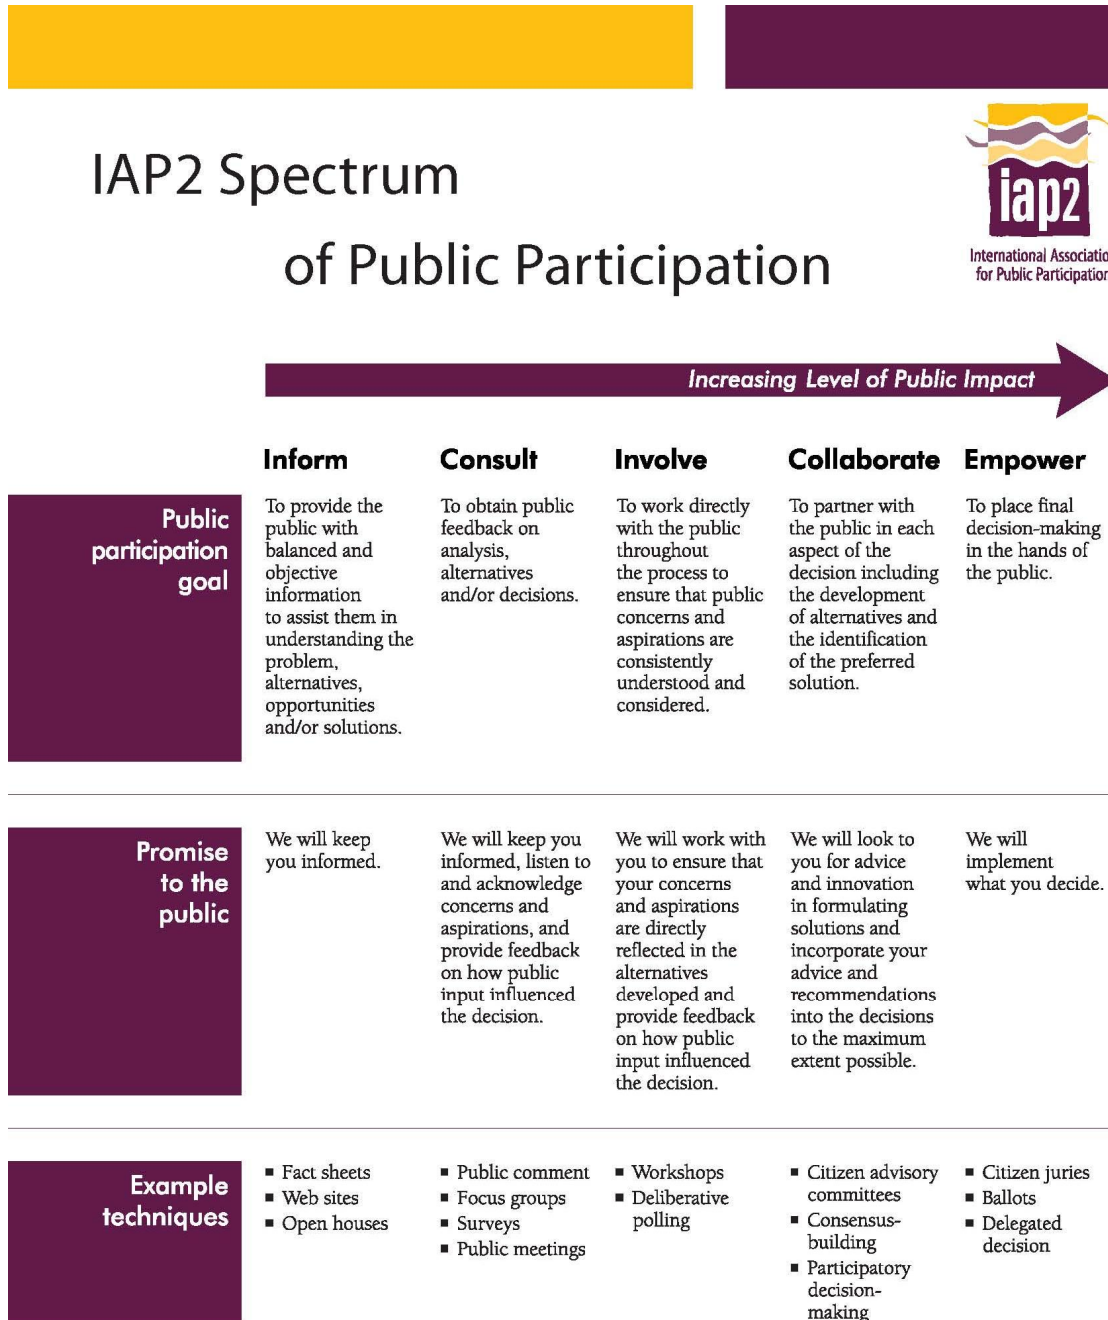 IAP2 Spectrum
of Public Participation
iap2
International Associatio
for Public Participation
Increasing Level of Public Impact
Inform
Consult
Involve
Collaborate
Empower
Public
participation
goal
To provide the
public with
balanced and
objective
information
to assist them in
understanding the
problem,
alternatives,
opportunities
and/or solutions.
To obtain public
feedback on
analysis,
alternatives
and/or decisions.
To work directly
with the public
throughout
the process to
ensure that public
concerns and
aspirations are
consistently
understood and
considered.
To partner with
the public in each
aspect of the
decision including
the development
of alternatives and
the identification
of the preferred
solution.
To place final
decision-making
in the hands of
the public.
Promise
to the
public
We will keep
you informed.
We will keep you
informed, listen to
and acknowledge
concerns and
aspirations, and
provide feedback
on how public
input influenced
the decision.
We will work with
you to ensure that
your concerns
and aspirations
are directly
reflected in the
alternatives
developed and
provide feedback
on how public
input influenced
the decision.
We will look to
you for advice
and innovation
in formulating
solutions and
incorporate your
advice and
recommendations
into the decisions
to the maximum
extent possible.
We will
implement
what you decide.
Example
techniques
▪ Fact sheets
▪ Web sites
▪ Open houses
▪ Public comment
▪ Focus groups
▪ Surveys
▪ Public meetings
▪ Workshops
▪ Deliberative
polling
▪ Citizen advisory
committees
▪ Consensus-
building
▪ Participatory
decision-
making
▪ Citizen juries
▪ Ballots
▪ Delegated
decision